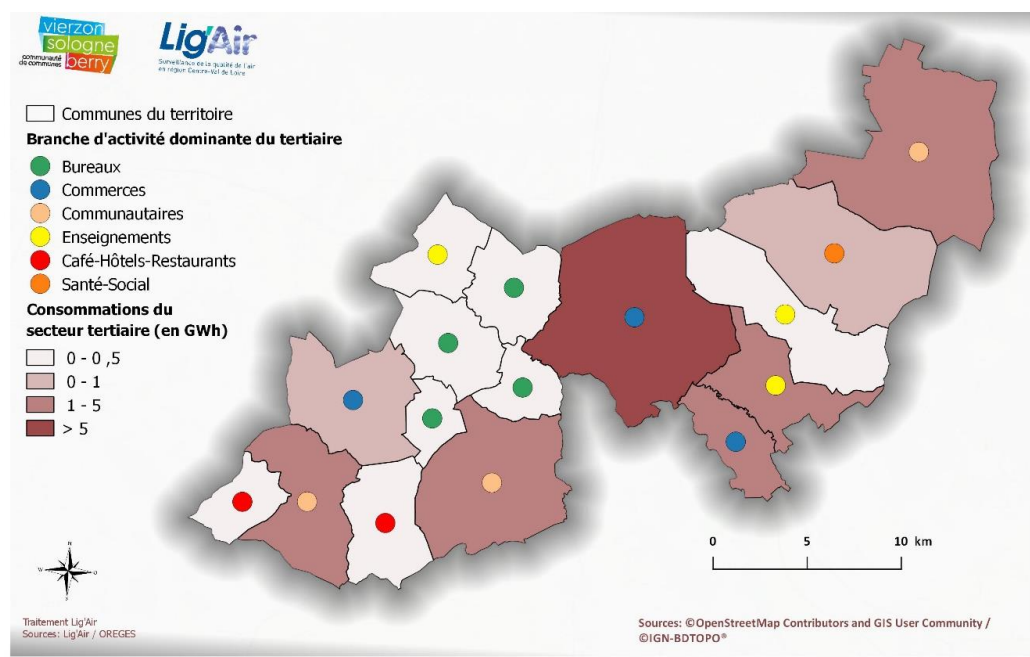 vierzon
sologne
berry
communauté
de communes
Lig'Air
Surveillance de la qualité de l'air
en région Centre-Val de Loire
Communes du territoire
Branche d'activité dominante du tertiaire
Bureaux
Commerces
Communautaires
Enseignements
Café-Hôtels-Restaurants
Santé-Social
Consommations du
secteur tertiaire (en GWh)
0 - 0 ,5
0 - 1
1 - 5
> 5
N
W
O
0 5 10 km
Traitement Lig'Air
Sources: Lig'Air / OREGES
Sources: ©OpenStreetMap Contributors and GIS User Community /
©IGN-BDTOPO®